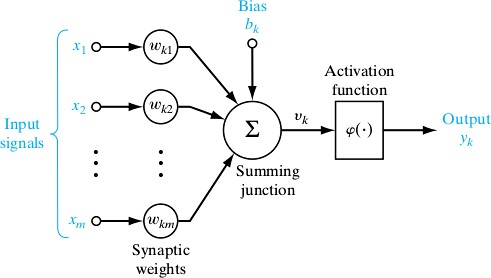 Bias
b_k
x_1
w_k1
Activation
function
x_2
w_k2
Input
signals
Σ
v_k
φ(·)
Output
y_k
Summing
junction
x_m
w_km
Synaptic
weights